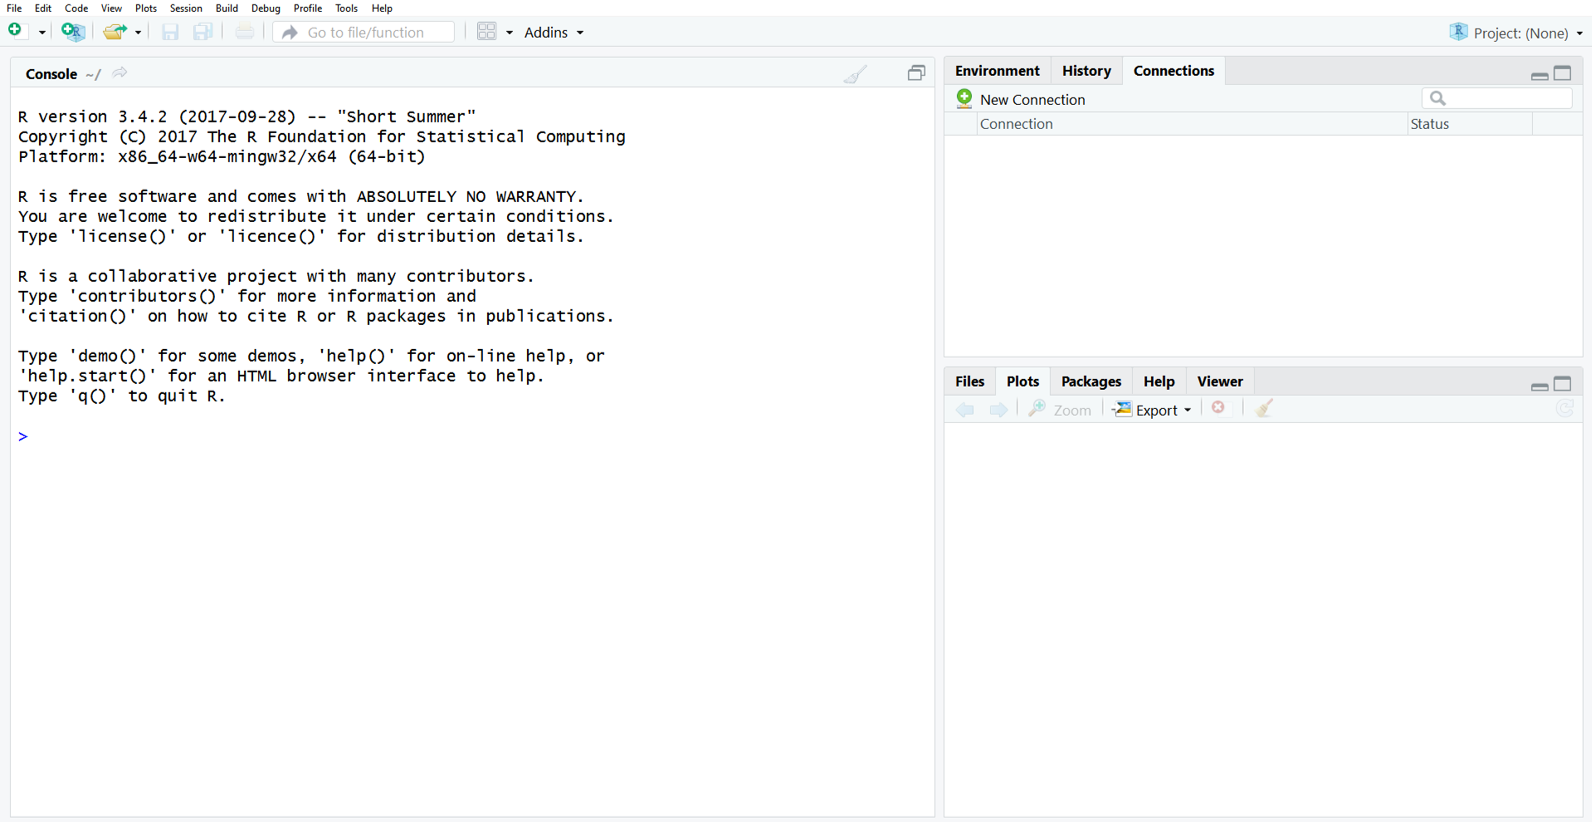 File Edit Code View Plots Session Build Debug Profile Tools Help
Go to file/function Addins Project: (None)
Console ~/
R version 3.4.2 (2017-09-28) -- "Short Summer"
Copyright (C) 2017 The R Foundation for Statistical Computing
Platform: x86_64-w64-mingw32/x64 (64-bit)
R is free software and comes with ABSOLUTELY NO WARRANTY.
You are welcome to redistribute it under certain conditions.
Type 'license()' or 'licence()' for distribution details.
R is a collaborative project with many contributors.
Type 'contributors()' for more information and
'citation()' on how to cite R or R packages in publications.
Type 'demo()' for some demos, 'help()' for on-line help, or
'help.start()' for an HTML browser interface to help.
Type 'q()' to quit R.
>
Environment History Connections
New Connection
Connection Status
Files Plots Packages Help Viewer
Zoom Export